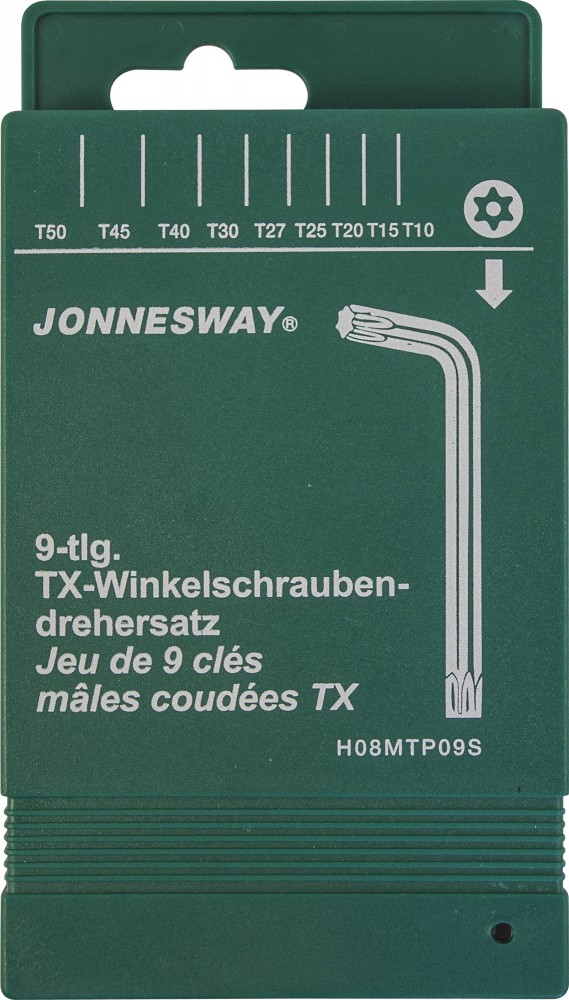 T50 T45 T40 T30 T27 T25 T20 T15 T10
JONNESWAY®
9-tlg.
TX-Winkelschrauben-
drehersatz
Jeu de 9 clés
mâles coudées TX
H08MTP09S